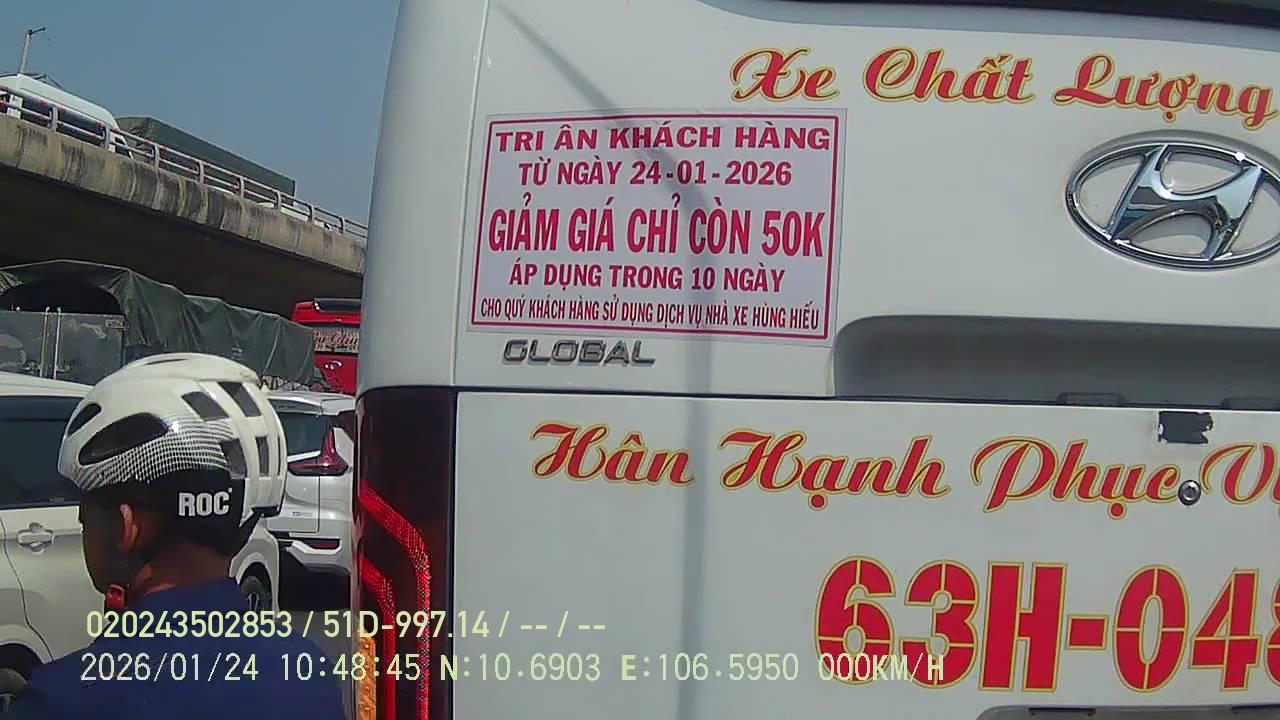 Xe Chất Lượng
TRI ÂN KHÁCH HÀNG
TỪ NGÀY 24-01-2026
GIẢM GIÁ CHỈ CÒN 50K
ÁP DỤNG TRONG 10 NGÀY
CHO QUÝ KHÁCH HÀNG SỬ DỤNG DỊCH VỤ NHÀ XE HÙNG HIẾU
GLOBAL
Hân Hạnh Phục
ROC
63H-04
020243502853 / 51D-997.14 / -- / --
2026/01/24 10:48:45 N:10.6903 E:106.5950 000KM/H